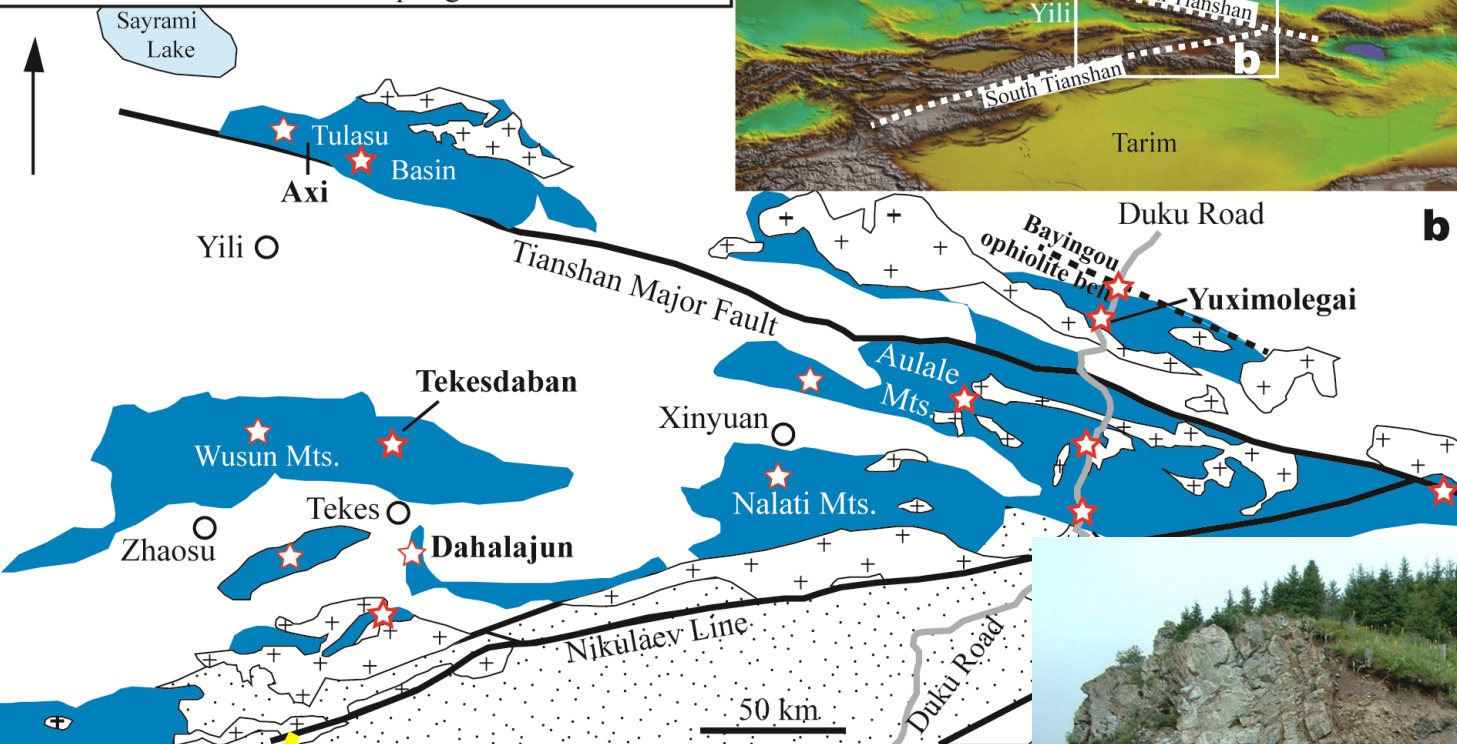 Sayrami
Lake
Yili
Tianshan
b
South Tianshan
Tarim
Tulasu
Basin
Axi
Yili
Tianshan Major Fault
Duku Road
b
Bayingou
ophiolite belt
Yuximolegai
Aulale
Mts.
Tekesdaban
Xinyuan
Wusun Mts.
Nalati Mts.
Tekes
Zhaosu
Dahalajun
Nikulaev Line
Duku Road
50 km